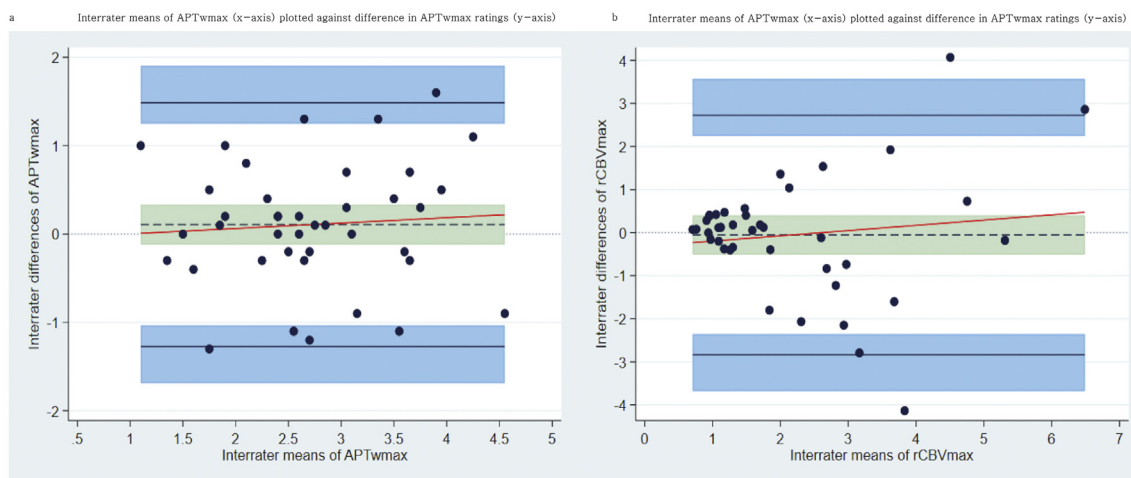 a
Interrater means of APTwmax (x-axis) plotted against difference in APTwmax ratings (y-axis)
2
1
0
-1
-2
Interrater differences of APTwmax
.5 1 1.5 2 2.5 3 3.5 4 4.5 5
Interrater means of APTwmax
b
Interrater means of APTwmax (x-axis) plotted against difference in APTwmax ratings (y-axis)
4
3
2
1
0
-1
-2
-3
-4
Interrater differences of rCBVmax
0 1 2 3 4 5 6 7
Interrater means of rCBVmax